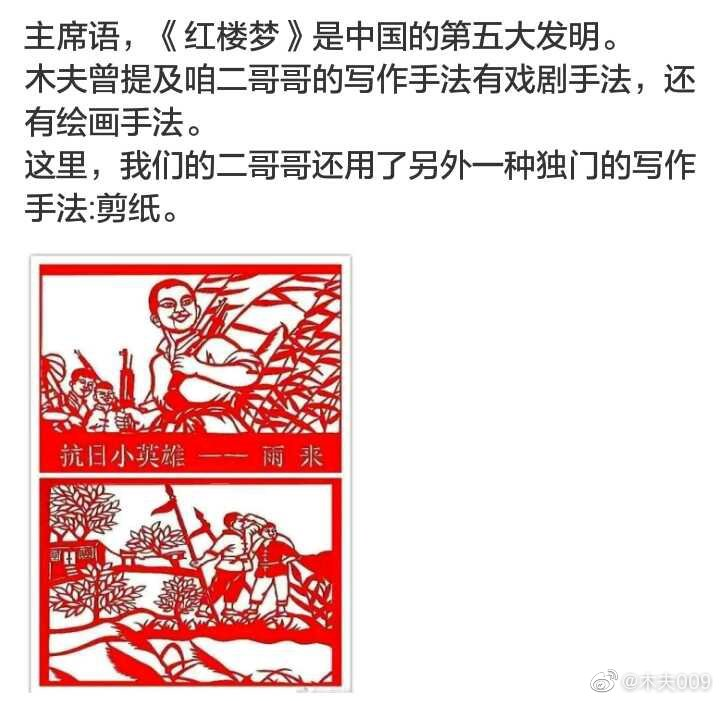 主席语，《红楼梦》是中国的第五大发明。
木夫曾提及咱二哥哥的写作手法有戏剧手法，还
有绘画手法。
这里，我们的二哥哥还用了另外一种独门的写作
手法:剪纸。
抗日小英雄——雨来
@木夫009